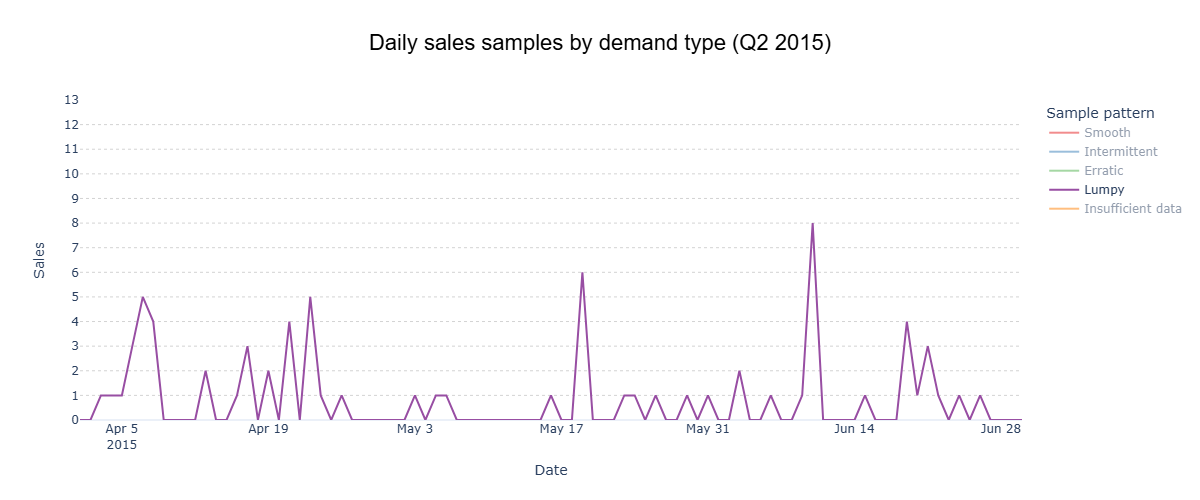 Daily sales samples by demand type (Q2 2015)
13
12
11
10
9
8
7
6
5
4
3
2
1
0
Sales
Apr 5
2015
Apr 19
May 3
May 17
May 31
Jun 14
Jun 28
Date
Sample pattern
Smooth
Intermittent
Erratic
Lumpy
Insufficient data